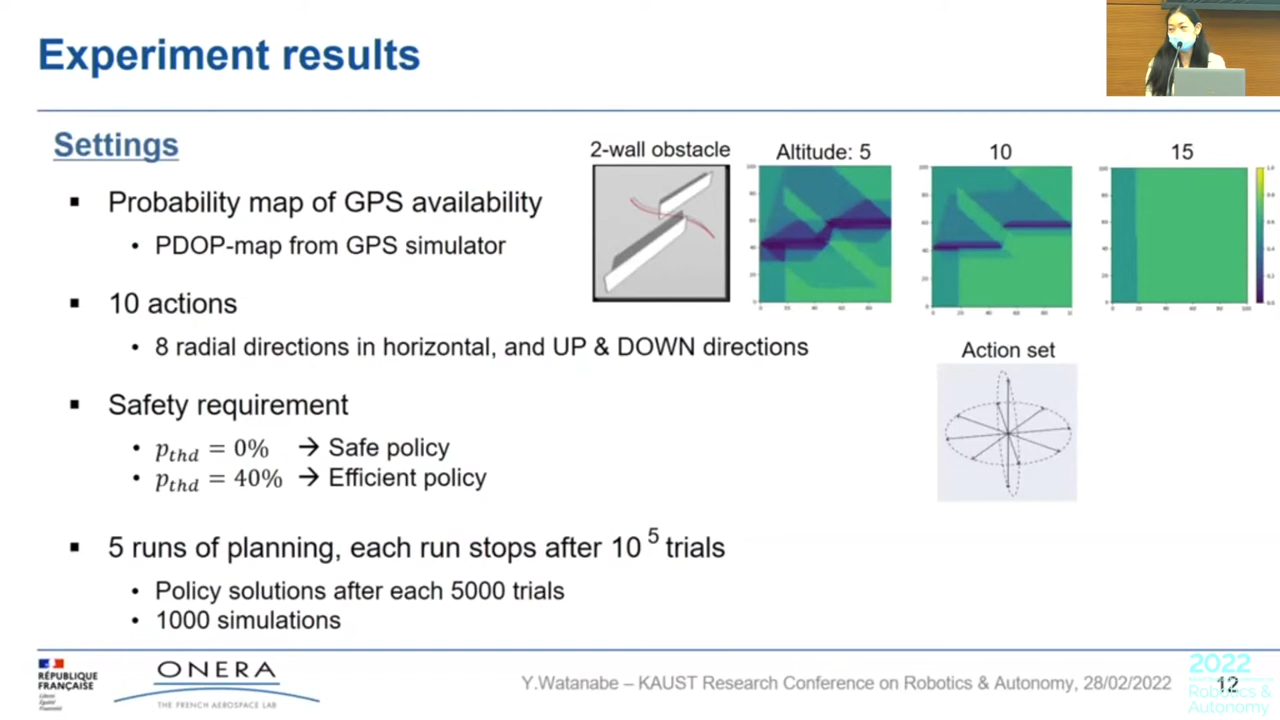 Experiment results
Settings
▪ Probability map of GPS availability
• PDOP-map from GPS simulator
▪ 10 actions
• 8 radial directions in horizontal, and UP & DOWN directions
▪ Safety requirement
• pthd = 0% → Safe policy
• pthd = 40% → Efficient policy
▪ 5 runs of planning, each run stops after 10^5 trials
• Policy solutions after each 5000 trials
• 1000 simulations
2-wall obstacle
Altitude: 5
10
15
Action set
RÉPUBLIQUE
FRANÇAISE
ONERA
THE FRENCH AEROSPACE LAB
Y.Watanabe – KAUST Research Conference on Robotics & Autonomy, 28/02/2022
12
2022
Robotics &
Autonomy